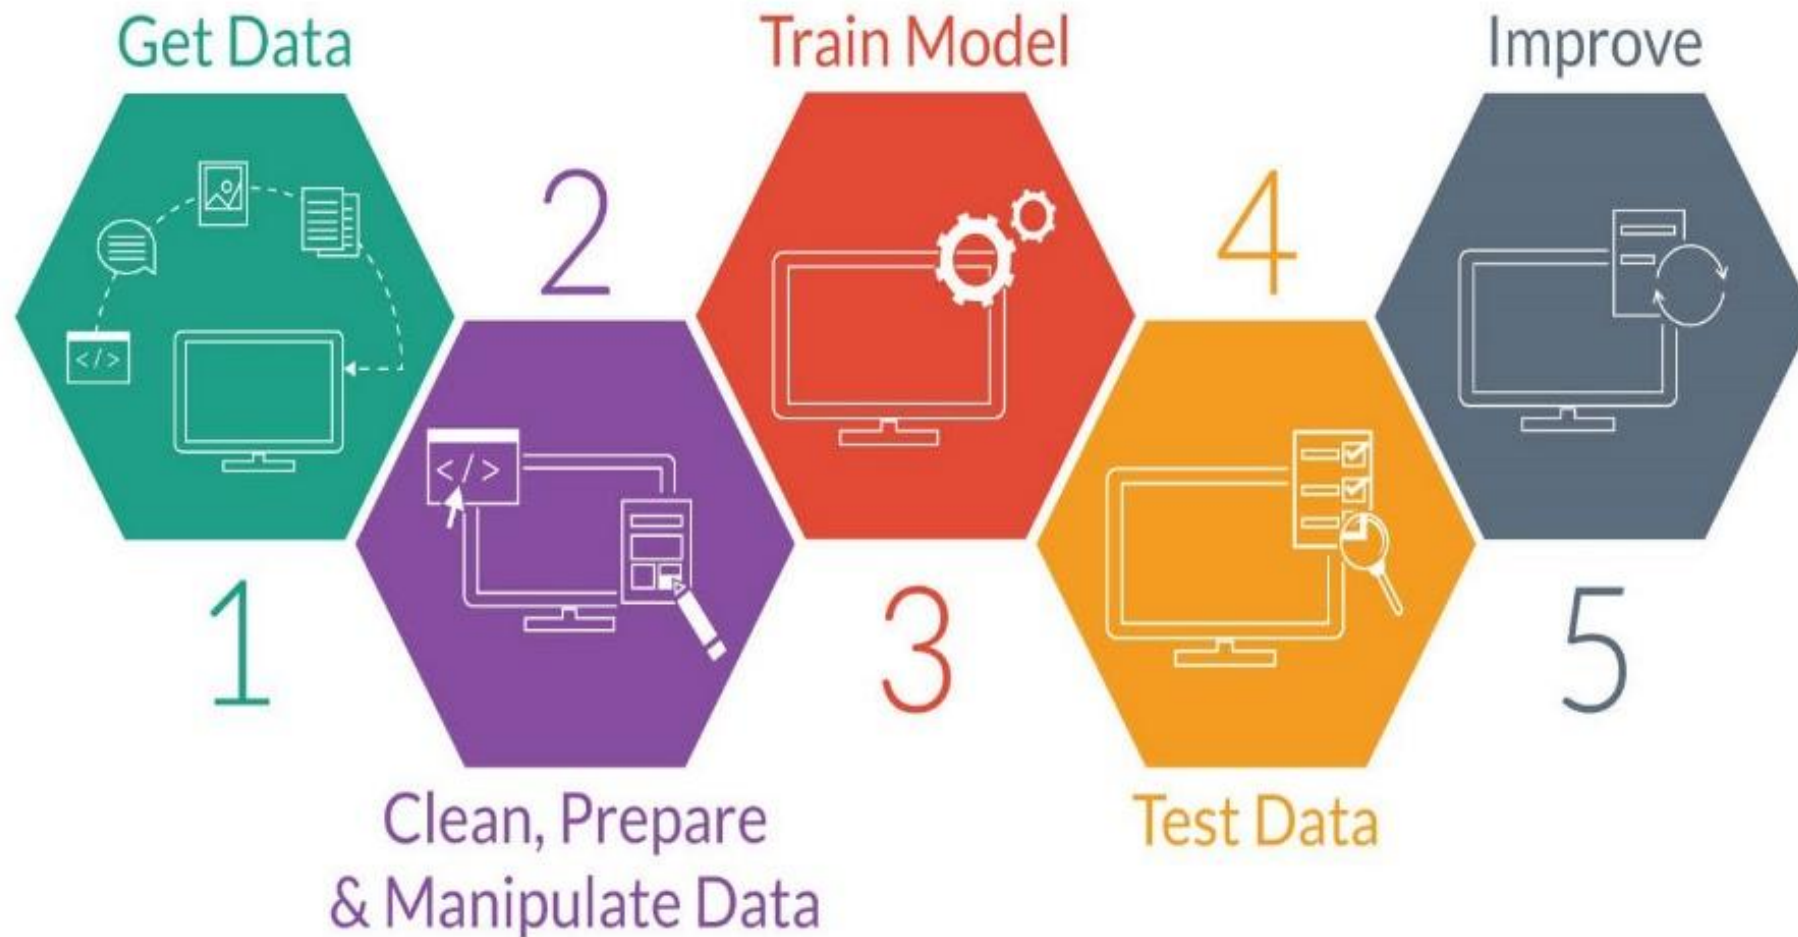 Get Data
1
2
Clean, Prepare
& Manipulate Data
Train Model
3
4
Test Data
Improve
5
</ >
</ >